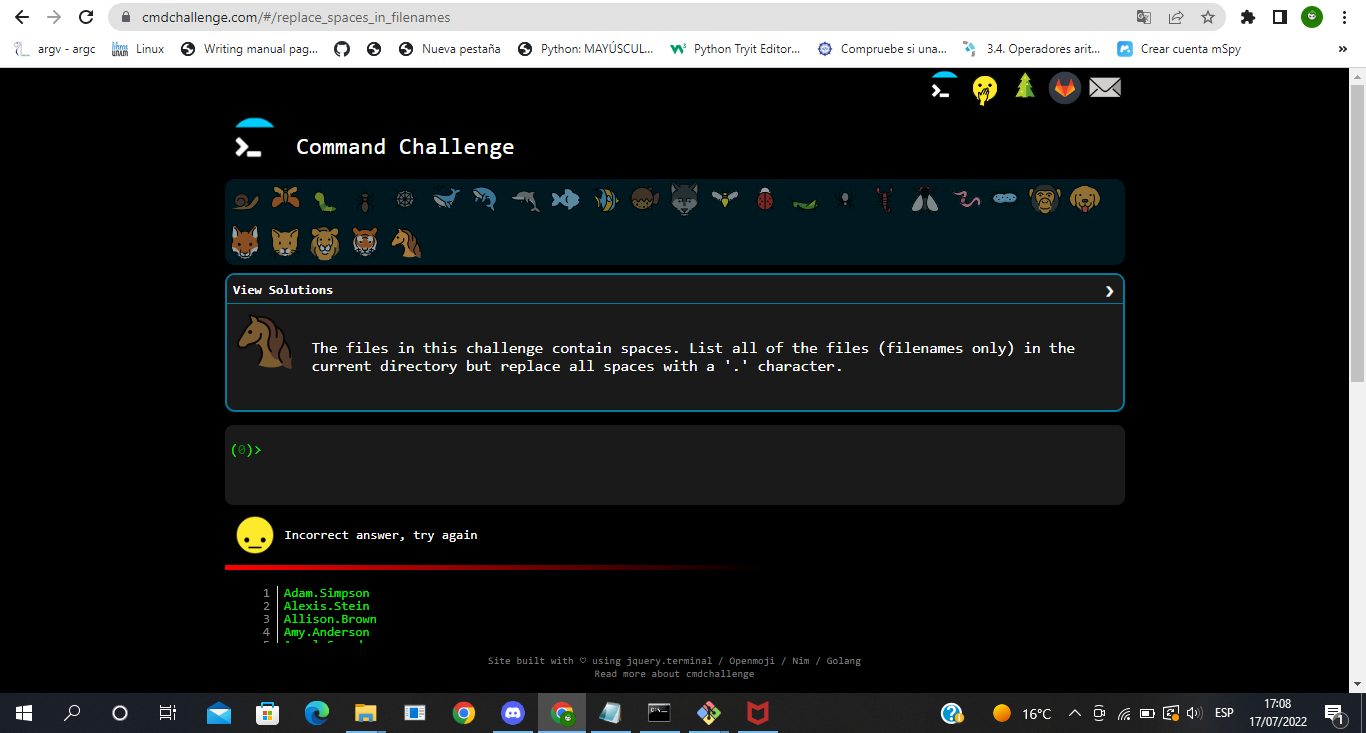 cmdchallenge.com/#/replace_spaces_in_filenames
argv - argc
Linux
Writing manual pag...
Nueva pestaña
Python: MAYÚSCUL...
Python Tryit Editor...
Compruebe si una...
3.4. Operadores arit...
Crear cuenta mSpy
»
Command Challenge
View Solutions
The files in this challenge contain spaces. List all of the files (filenames only) in the
current directory but replace all spaces with a '.' character.
(0)>
Incorrect answer, try again
1 Adam.Simpson
2 Alexis.Stein
3 Allison.Brown
4 Amy.Anderson
Site built with ♡ using jquery.terminal / Openmoji / Nim / Golang
Read more about cmdchallenge
16°C
ESP
17:08
17/07/2022
1